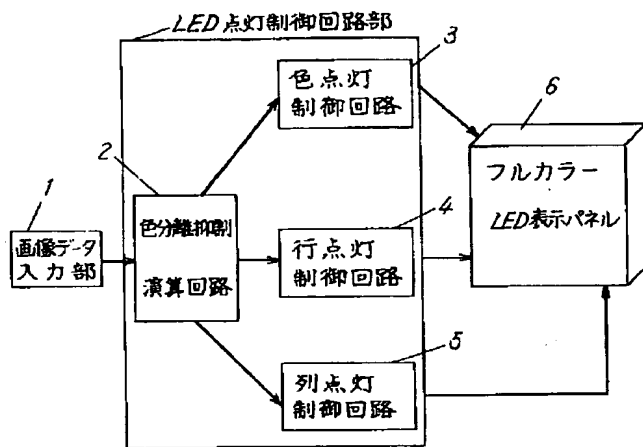 LED点灯制御回路部
3
色点灯
制御回路
6
フルカラー
LED表示パネル
2
色分離抑制
演算回路
1
画像データ
入力部
4
行点灯
制御回路
5
列点灯
制御回路